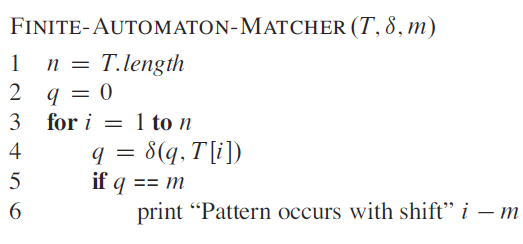 FINITE-AUTOMATON-MATCHER(T, δ, m)
1 n = T.length
2 q = 0
3 for i = 1 to n
4 q = δ(q, T[i])
5 if q == m
6 print “Pattern occurs with shift” i − m